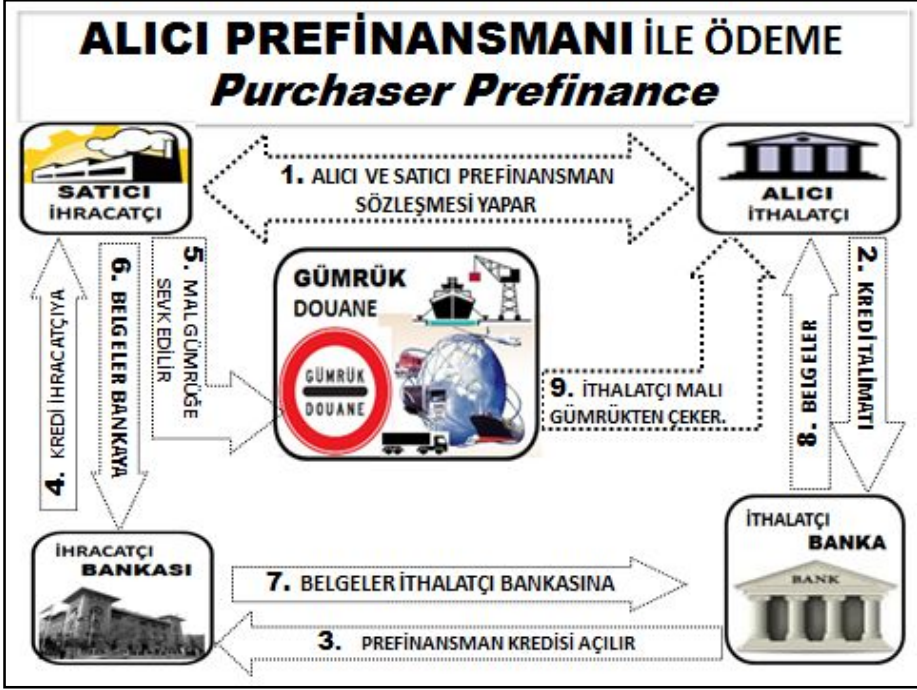 ALICI PREFİNANSMANI İLE ÖDEME
Purchaser Prefinance
SATICI
İHRACATÇI
1. ALICI VE SATICI PREFİNANSMAN
SÖZLEŞMESİ YAPAR
ALICI
İTHALATÇI
4. KREDİ İHRACATÇIYA
6. BELGELER BANKAYA
5. MAL GÜMRÜĞE
SEVK EDİLİR
GÜMRÜK
DOUANE
GÜMRÜK
DOUANE
9. İTHALATÇI MALI
GÜMRÜKTEN ÇEKER.
8. BELGELER
2. KREDİ TALİMATI
İHRACATÇI
BANKASI
7. BELGELER İTHALATÇI BANKASINA
3. PREFİNANSMAN KREDİSİ AÇILIR
İTHALATÇI
BANKA
BANK